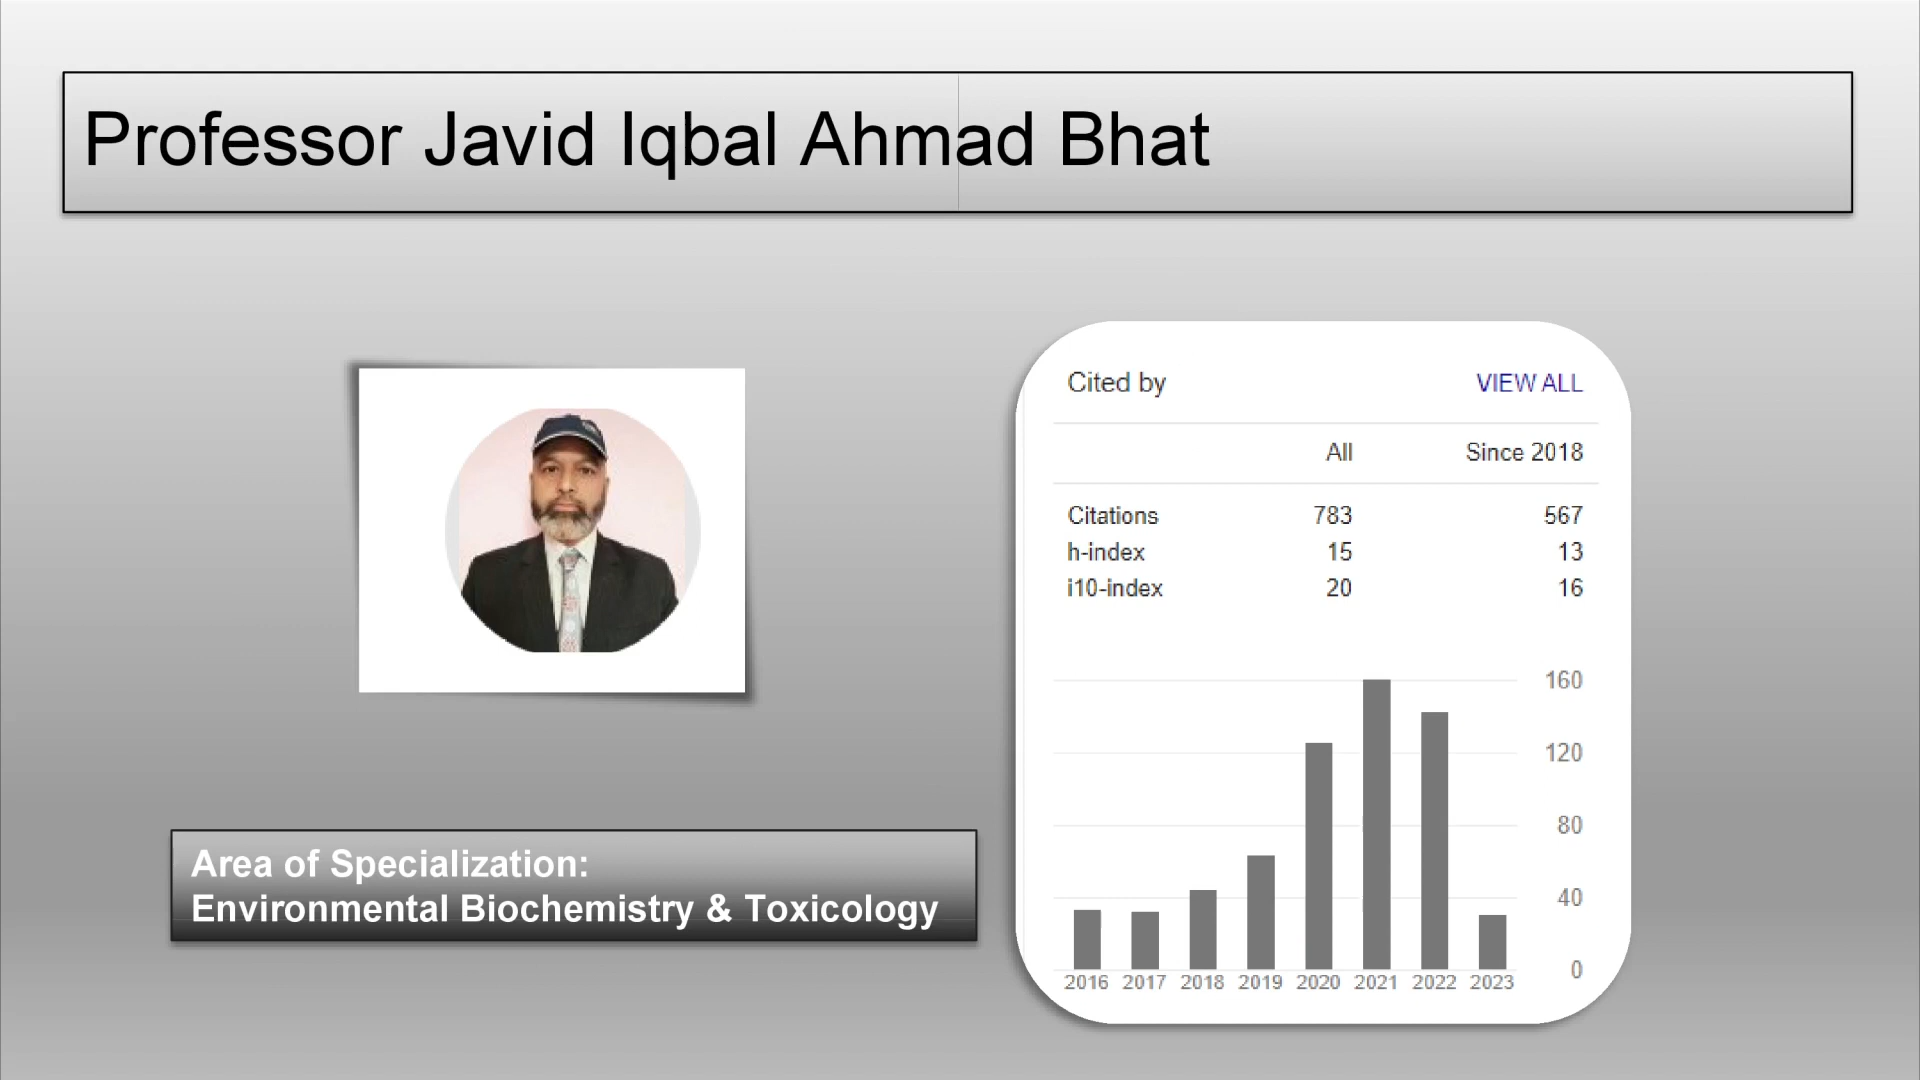 Professor Javid Iqbal Ahmad Bhat
Area of Specialization:
Environmental Biochemistry & Toxicology
Cited by VIEW ALL
All Since 2018
Citations 783 567
h-index 15 13
i10-index 20 16
160
120
80
40
0
2016 2017 2018 2019 2020 2021 2022 2023